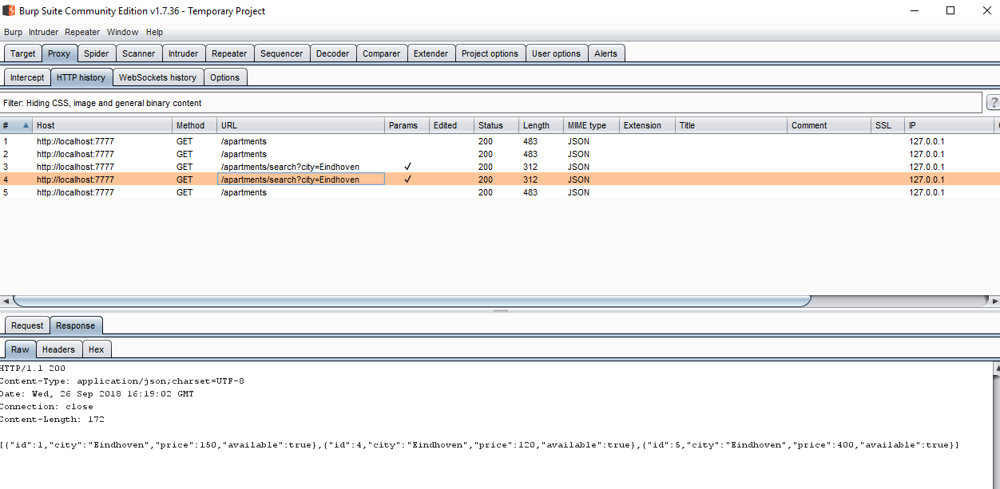 Burp Suite Community Edition v1.7.36 - Temporary Project
Burp Intruder Repeater Window Help
Target Proxy Spider Scanner Intruder Repeater Sequencer Decoder Comparer Extender Project options User options Alerts
Intercept HTTP history WebSockets history Options
Filter: Hiding CSS, image and general binary content ?
# Host Method URL Params Edited Status Length MIME type Extension Title Comment SSL IP
1 http://localhost:7777 GET /apartments 200 483 JSON 127.0.0.1
2 http://localhost:7777 GET /apartments 200 483 JSON 127.0.0.1
3 http://localhost:7777 GET /apartments/search?city=Eindhoven ✓ 200 312 JSON 127.0.0.1
4 http://localhost:7777 GET /apartments/search?city=Eindhoven ✓ 200 312 JSON 127.0.0.1
5 http://localhost:7777 GET /apartments 200 483 JSON 127.0.0.1
Request Response
Raw Headers Hex
HTTP/1.1 200
Content-Type: application/json;charset=UTF-8
Date: Wed, 26 Sep 2018 16:19:02 GMT
Connection: close
Content-Length: 172
[{"id":1,"city":"Eindhoven","price":150,"available":true},{"id":4,"city":"Eindhoven","price":120,"available":true},{"id":5,"city":"Eindhoven","price":400,"available":true}]